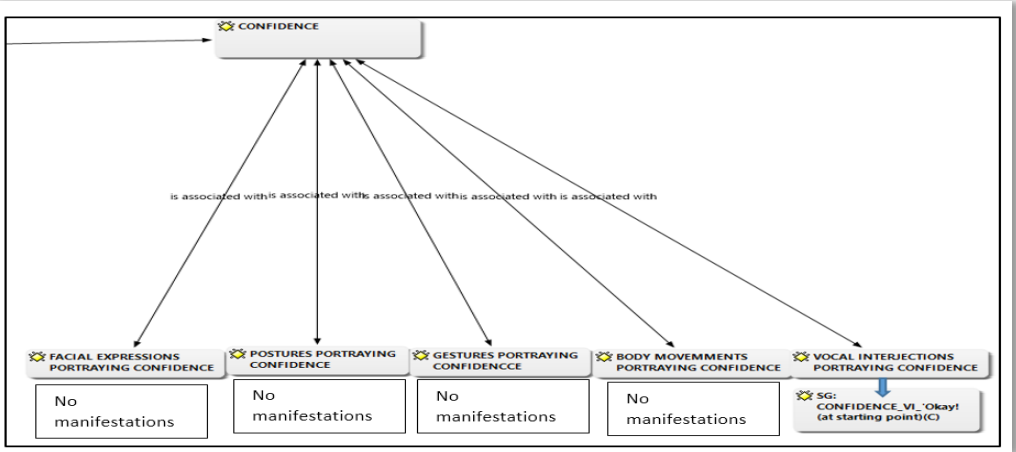 CONFIDENCE
is associated with is associated with is associated with is associated with is associated with
FACIAL EXPRESSIONS
PORTRAYING CONFIDENCE
No
manifestations
POSTURES PORTRAYING
CONFIDENCE
No
manifestations
GESTURES PORTRAYING
CONFIDENCCE
No
manifestations
BODY MOVEMMENTS
PORTRAYING CONFIDENCE
No
manifestations
VOCAL INTERJECTIONS
PORTRAYING CONFIDENCE
SG:
CONFIDENCE_VI_'Okay!
(at starting point)(C)